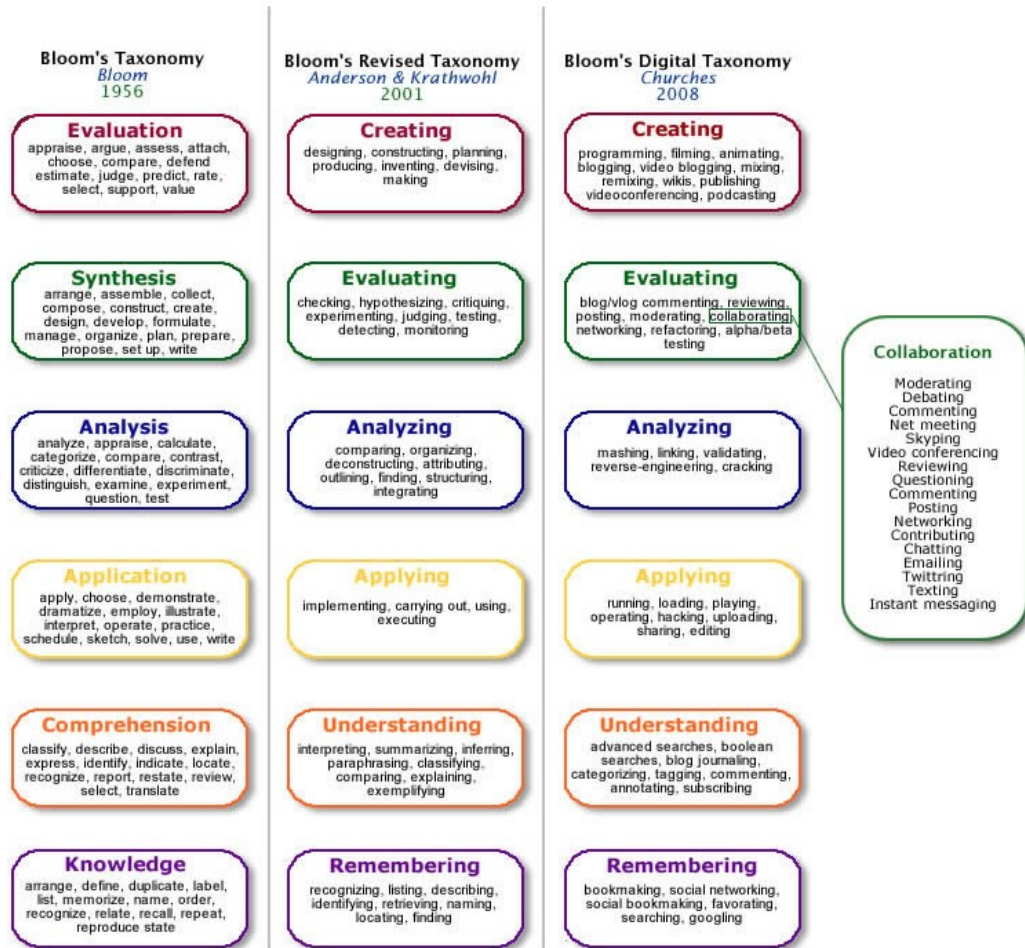 Bloom's Taxonomy
Bloom
1956
Evaluation
appraise, argue, assess, attach,
choose, compare, defend
estimate, judge, predict, rate,
select, support, value
Synthesis
arrange, assemble, collect,
compose, construct, create,
design, develop, formulate,
manage, organize, plan, prepare,
propose, set up, write
Analysis
analyze, appraise, calculate,
categorize, compare, contrast,
criticize, differentiate, discriminate,
distinguish, examine, experiment,
question, test
Application
apply, choose, demonstrate,
dramatize, employ, illustrate,
interpret, operate, practice,
schedule, sketch, solve, use, write
Comprehension
classify, describe, discuss, explain,
express, identify, indicate, locate,
recognize, report, restate, review,
select, translate
Knowledge
arrange, define, duplicate, label,
list, memorize, name, order,
recognize, relate, recall, repeat,
reproduce state
Bloom's Revised Taxonomy
Anderson & Krathwohl
2001
Creating
designing, constructing, planning,
producing, inventing, devising,
making
Evaluating
checking, hypothesizing, critiquing,
experimenting, judging, testing,
detecting, monitoring
Analyzing
comparing, organizing,
deconstructing, attributing,
outlining, finding, structuring,
integrating
Applying
implementing, carrying out, using,
executing
Understanding
interpreting, summarizing, inferring,
paraphrasing, classifying,
comparing, explaining,
exemplifying
Remembering
recognizing, listing, describing,
identifying, retrieving, naming,
locating, finding
Bloom's Digital Taxonomy
Churches
2008
Creating
programming, filming, animating,
blogging, video blogging, mixing,
remixing, wikis, publishing
videoconferencing, podcasting
Evaluating
blog/vlog commenting, reviewing,
posting, moderating, collaborating,
networking, refactoring, alpha/beta
testing
Analyzing
mashing, linking, validating,
reverse-engineering, cracking
Applying
running, loading, playing,
operating, hacking, uploading,
sharing, editing
Understanding
advanced searches, boolean
searches, blog journaling,
categorizing, tagging, commenting,
annotating, subscribing
Remembering
bookmaking, social networking,
social bookmaking, favorating,
searching, googling
Collaboration
Moderating
Debating
Commenting
Net meeting
Skyping
Video conferencing
Reviewing
Questioning
Commenting
Posting
Networking
Contributing
Chatting
Emailing
Twittring
Texting
Instant messaging